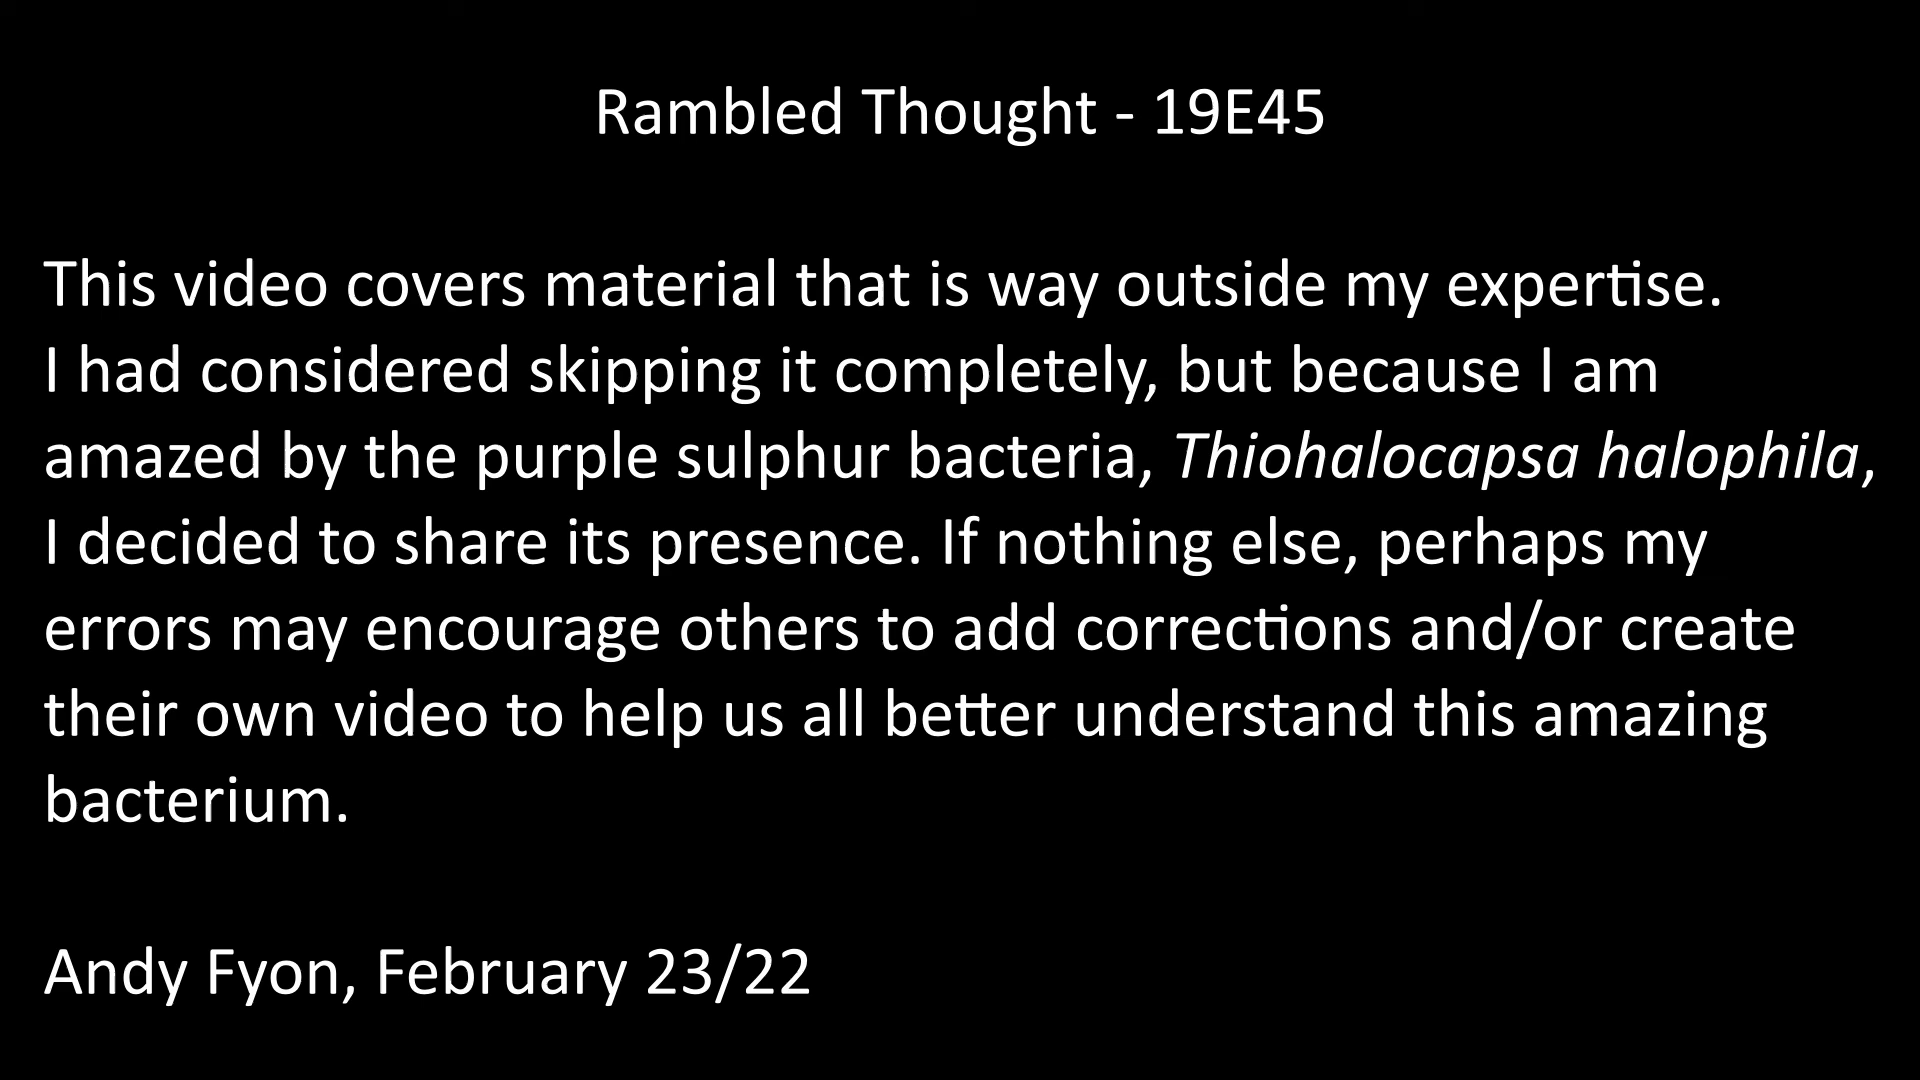 Rambled Thought - 19E45
This video covers material that is way outside my expertise.
I had considered skipping it completely, but because I am
amazed by the purple sulphur bacteria, Thiohalocapsa halophila,
I decided to share its presence. If nothing else, perhaps my
errors may encourage others to add corrections and/or create
their own video to help us all better understand this amazing
bacterium.
Andy Fyon, February 23/22